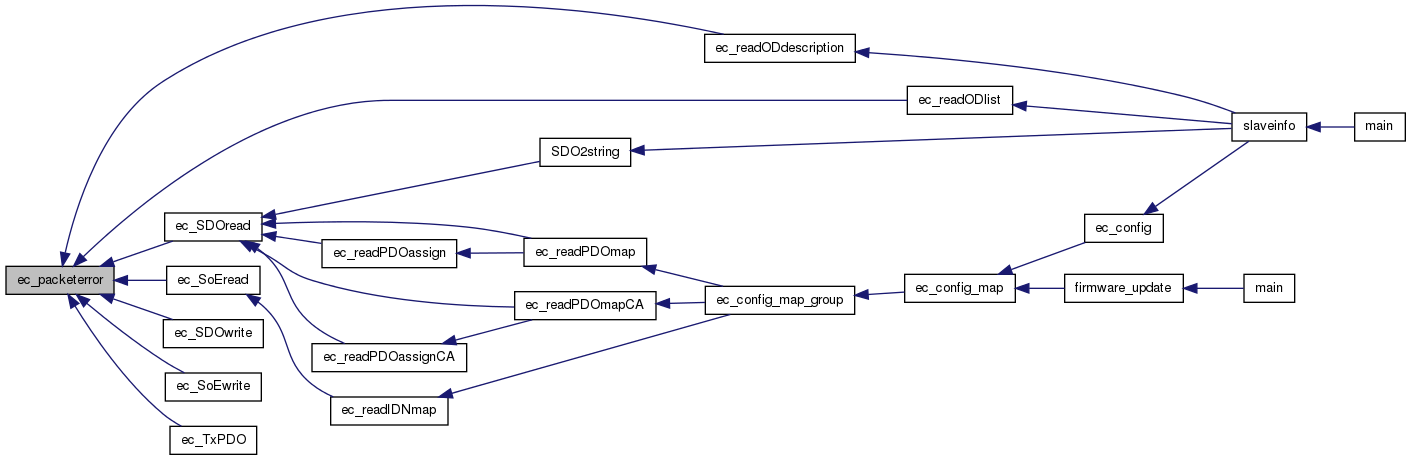 ec_readODdescription
ec_readODlist
slaveinfo
main
SDO2string
ec_SDOread
ec_config
ec_readPDOassign
ec_readPDOmap
ec_packeterror
ec_SoEread
ec_config_map
firmware_update
main
ec_readPDOmapCA
ec_config_map_group
ec_SDOwrite
ec_readPDOassignCA
ec_SoEwrite
ec_readIDNmap
ec_TxPDO